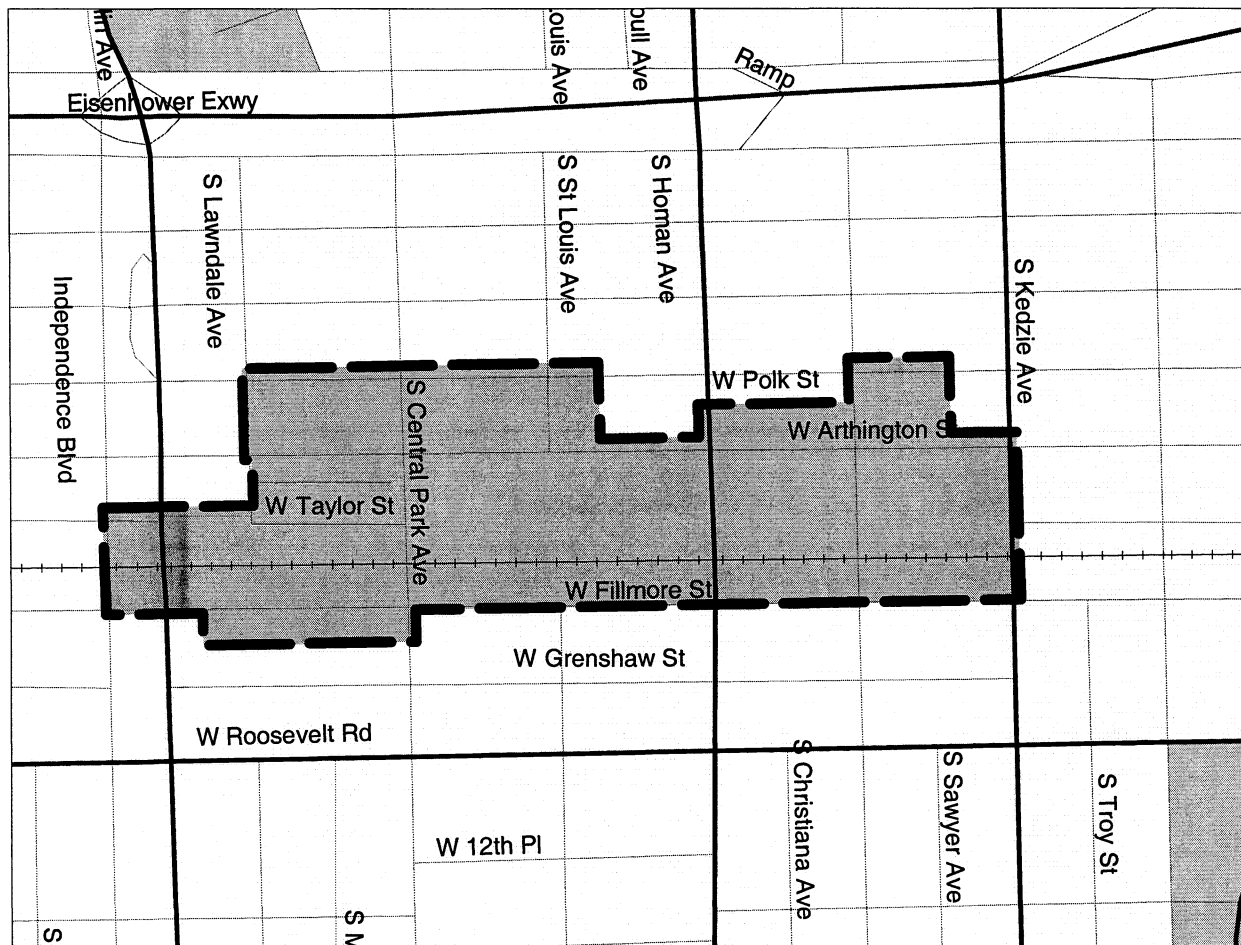 lin Ave
Louis Ave
oull Ave
Ramp
Eisenhower Exwy
S Lawndale Ave
S St Louis Ave
S Homan Ave
S Kedzie Ave
Independence Blvd
W Polk St
S Central Park Ave
W Arthington S
W Taylor St
W Fillmore St
W Grenshaw St
W Roosevelt Rd
S Christiana Ave
S Sawyer Ave
S Troy St
W 12th Pl
S
S M